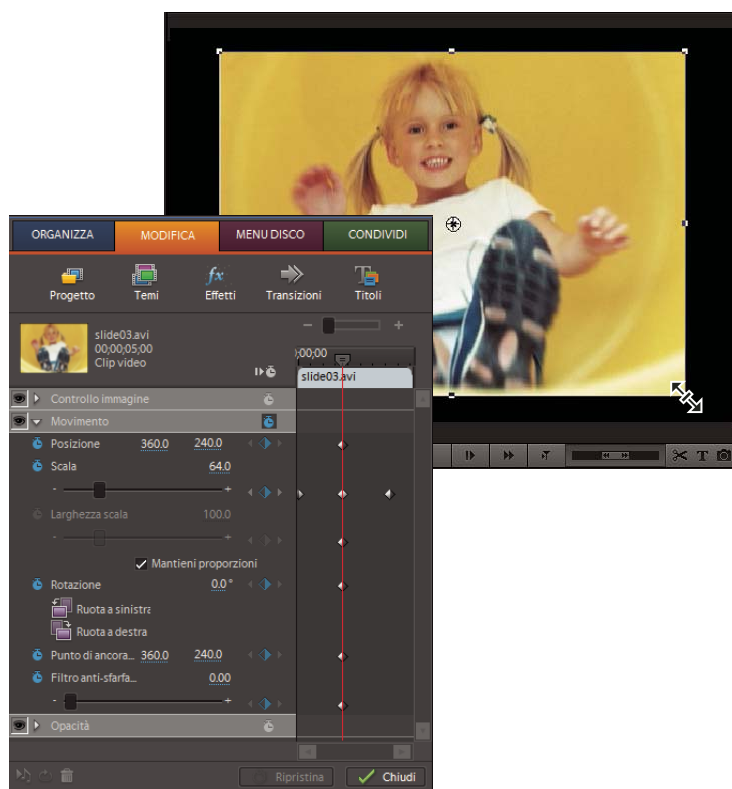 ORGANIZZA MODIFICA MENU DISCO CONDIVIDI
Progetto Temi Effetti Transizioni Titoli
slide03.avi
00;00;05;00
Clip video
;00;00
slide03.avi
Controllo immagine
Movimento
Posizione 360.0 240.0
Scala 64.0
Larghezza scala 100.0
Mantieni proporzioni
Rotazione 0.0°
Ruota a sinistra
Ruota a destra
Punto di ancora... 360.0 240.0
Filtro anti-sfarfa... 0.00
Opacità
Ripristina Chiudi